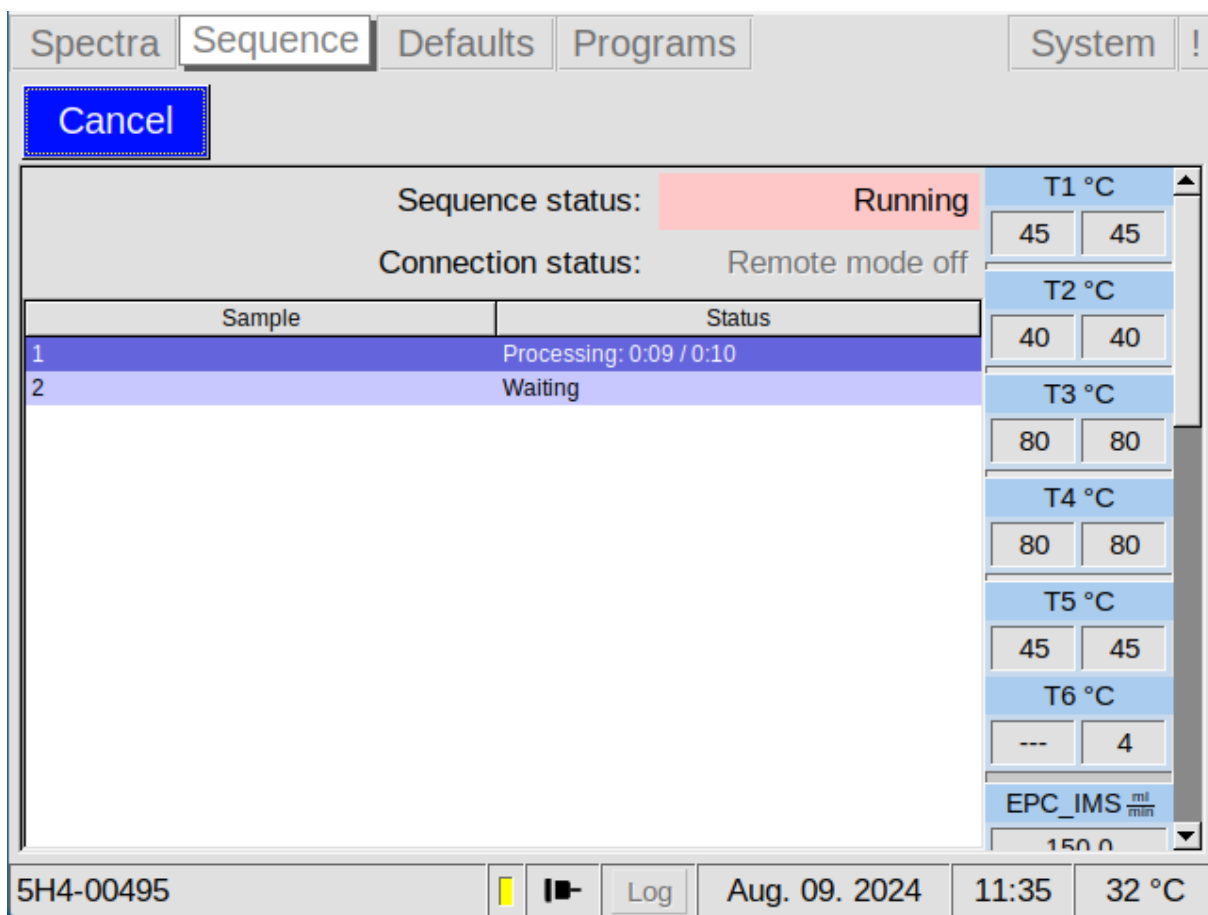 Spectra Sequence Defaults Programs System !
Cancel
Sequence status: Running
Connection status: Remote mode off
Sample Status
1 Processing: 0:09 / 0:10
2 Waiting
T1 °C
45 45
T2 °C
40 40
T3 °C
80 80
T4 °C
80 80
T5 °C
45 45
T6 °C
--- 4
EPC_IMS ml/min
150.0
5H4-00495 Log Aug. 09. 2024 11:35 32 °C